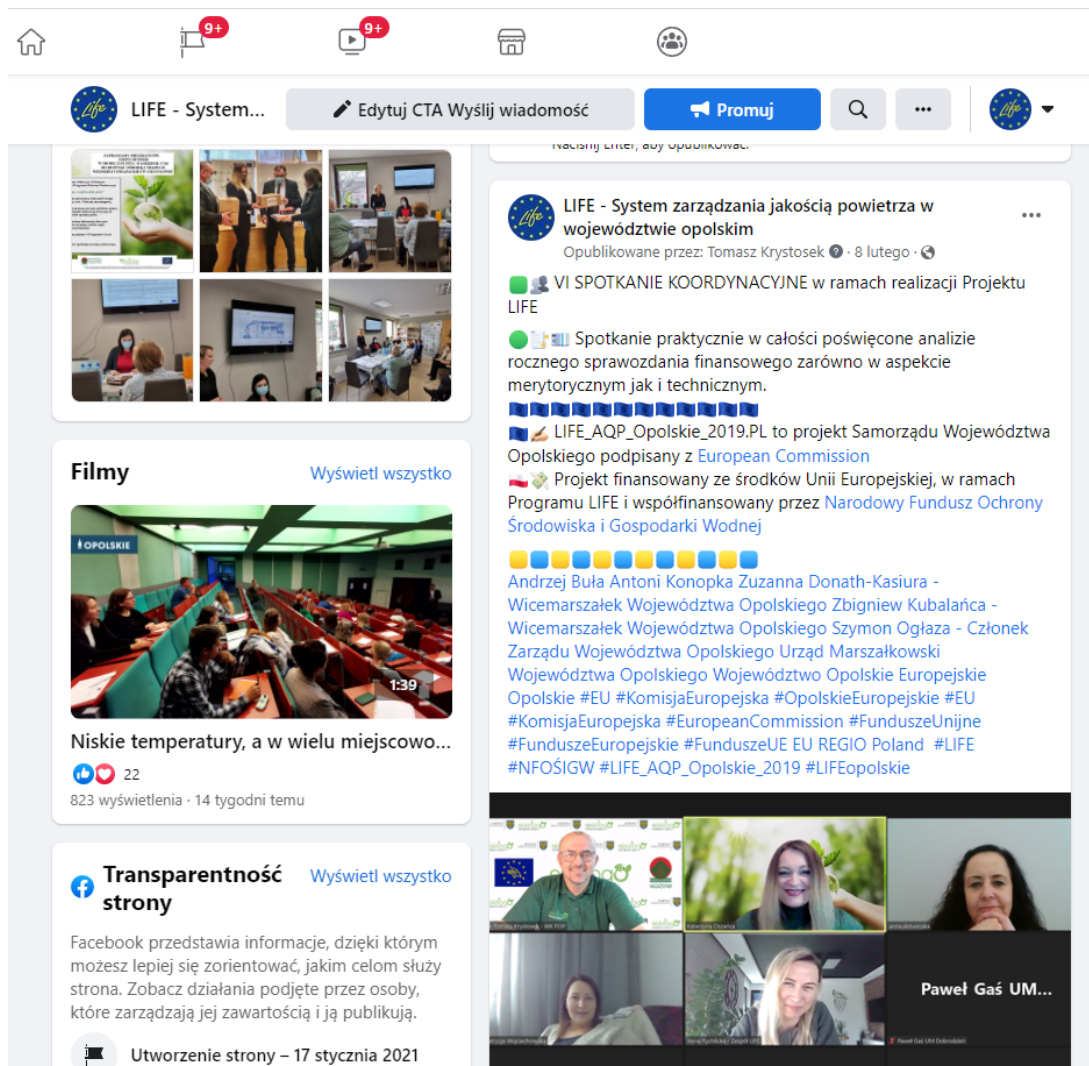 9+
9+
LIFE - System...
Edytuj CTA Wyślij wiadomość
Promuj
Naciśnij Enter, aby opublikować.
Filmy
Wyświetl wszystko
OPOLSKIE
1:39
Niskie temperatury, a w wielu miejscowo...
22
823 wyświetlenia · 14 tygodni temu
Transparentność
strony
Wyświetl wszystko
Facebook przedstawia informacje, dzięki którym
możesz lepiej się zorientować, jakim celom służy
strona. Zobacz działania podjęte przez osoby,
które zarządzają jej zawartością i ją publikują.
Utworzenie strony – 17 stycznia 2021
Life
LIFE - System zarządzania jakością powietrza w
województwie opolskim
Opublikowane przez: Tomasz Krystosek · 8 lutego ·
VI SPOTKANIE KOORDYNACYJNE w ramach realizacji Projektu
LIFE
Spotkanie praktycznie w całości poświęcone analizie
rocznego sprawozdania finansowego zarówno w aspekcie
merytorycznym jak i technicznym.
LIFE_AQP_Opolskie_2019.PL to projekt Samorządu Województwa
Opolskiego podpisany z European Commission
Projekt finansowany ze środków Unii Europejskiej, w ramach
Programu LIFE i współfinansowany przez Narodowy Fundusz Ochrony
Środowiska i Gospodarki Wodnej
Andrzej Buła Antoni Konopka Zuzanna Donath-Kasiura -
Wicemarszałek Województwa Opolskiego Zbigniew Kubalańca -
Wicemarszałek Województwa Opolskiego Szymon Ogłaza - Członek
Zarządu Województwa Opolskiego Urząd Marszałkowski
Województwa Opolskiego Województwo Opolskie Europejskie
Opolskie #EU #KomisjaEuropejska #OpolskieEuropejskie #EU
#KomisjaEuropejska #EuropeanCommission #FunduszeUnijne
#FunduszeEuropejskie #FunduszeUE EU REGIO Poland #LIFE
#NFOŚIGW #LIFE_AQP_Opolskie_2019 #LIFEopolskie
Paweł Gaś UM...
Paweł Gaś UM Dobrodzień